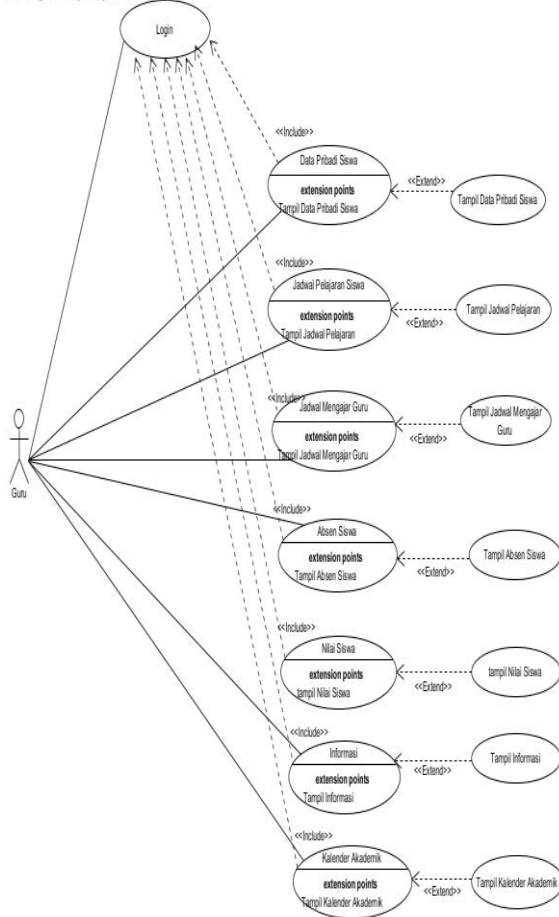 Login
<<Include>>
Data Pribadi Siswa
extension points
Tampil Data Pribadi Siswa
<<Extend>>
Tampil Data Pribadi Siswa
<<Include>>
Jadwal Pelajaran Siswa
extension points
Tampil Jadwal Pelajaran
<<Extend>>
Tampil Jadwal Pelajaran
<<Include>>
Jadwal Mengajar Guru
extension points
Tampil Jadwal Mengajar Guru
<<Extend>>
Tampil Jadwal Mengajar
Guru
Guru
<<Include>>
Absen Siswa
extension points
Tampil Absen Siswa
<<Extend>>
Tampil Absen Siswa
<<Include>>
Nilai Siswa
extension points
tampil Nilai Siswa
<<Extend>>
tampil Nilai Siswa
<<Include>>
Informasi
extension points
Tampil Informasi
<<Extend>>
Tampil Informasi
<<Include>>
Kalender Akademik
extension points
Tampil Kalender Akademik
<<Extend>>
Tampil Kalender Akademik